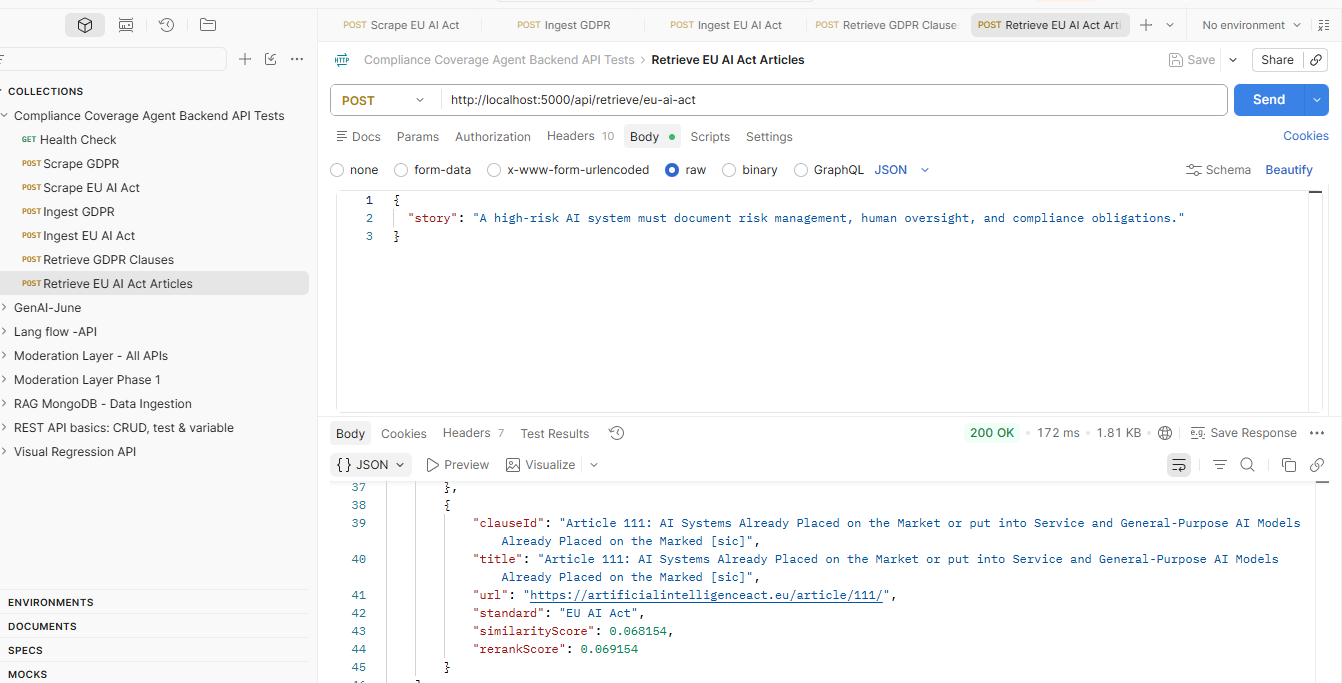 POST Scrape EU AI Act
POST Ingest GDPR
POST Ingest EU AI Act
POST Retrieve GDPR Clause
POST Retrieve EU AI Act Arti
No environment
Compliance Coverage Agent Backend API Tests > Retrieve EU AI Act Articles
Save
Share
COLLECTIONS
Compliance Coverage Agent Backend API Tests
GET Health Check
POST Scrape GDPR
POST Scrape EU AI Act
POST Ingest GDPR
POST Ingest EU AI Act
POST Retrieve GDPR Clauses
POST Retrieve EU AI Act Articles
GenAI-June
Lang flow -API
Moderation Layer - All APIs
Moderation Layer Phase 1
RAG MongoDB - Data Ingestion
REST API basics: CRUD, test & variable
Visual Regression API
ENVIRONMENTS
DOCUMENTS
SPECS
MOCKS
HTTP
POST http://localhost:5000/api/retrieve/eu-ai-act
Send
Docs Params Authorization Headers 10 Body Scripts Settings
Cookies
none form-data x-www-form-urlencoded raw binary GraphQL JSON
Schema Beautify
1 {
2 "story": "A high-risk AI system must document risk management, human oversight, and compliance obligations."
3 }
Body Cookies Headers 7 Test Results
200 OK • 172 ms • 1.81 KB
e.g. Save Response
{} JSON Preview Visualize
37 },
38 {
39 "clauseId": "Article 111: AI Systems Already Placed on the Market or put into Service and General-Purpose AI Models
Already Placed on the Marked [sic]",
40 "title": "Article 111: AI Systems Already Placed on the Market or put into Service and General-Purpose AI Models
Already Placed on the Marked [sic]",
41 "url": "https://artificialintelligenceact.eu/article/111/",
42 "standard": "EU AI Act",
43 "similarityScore": 0.068154,
44 "rerankScore": 0.069154
45 }